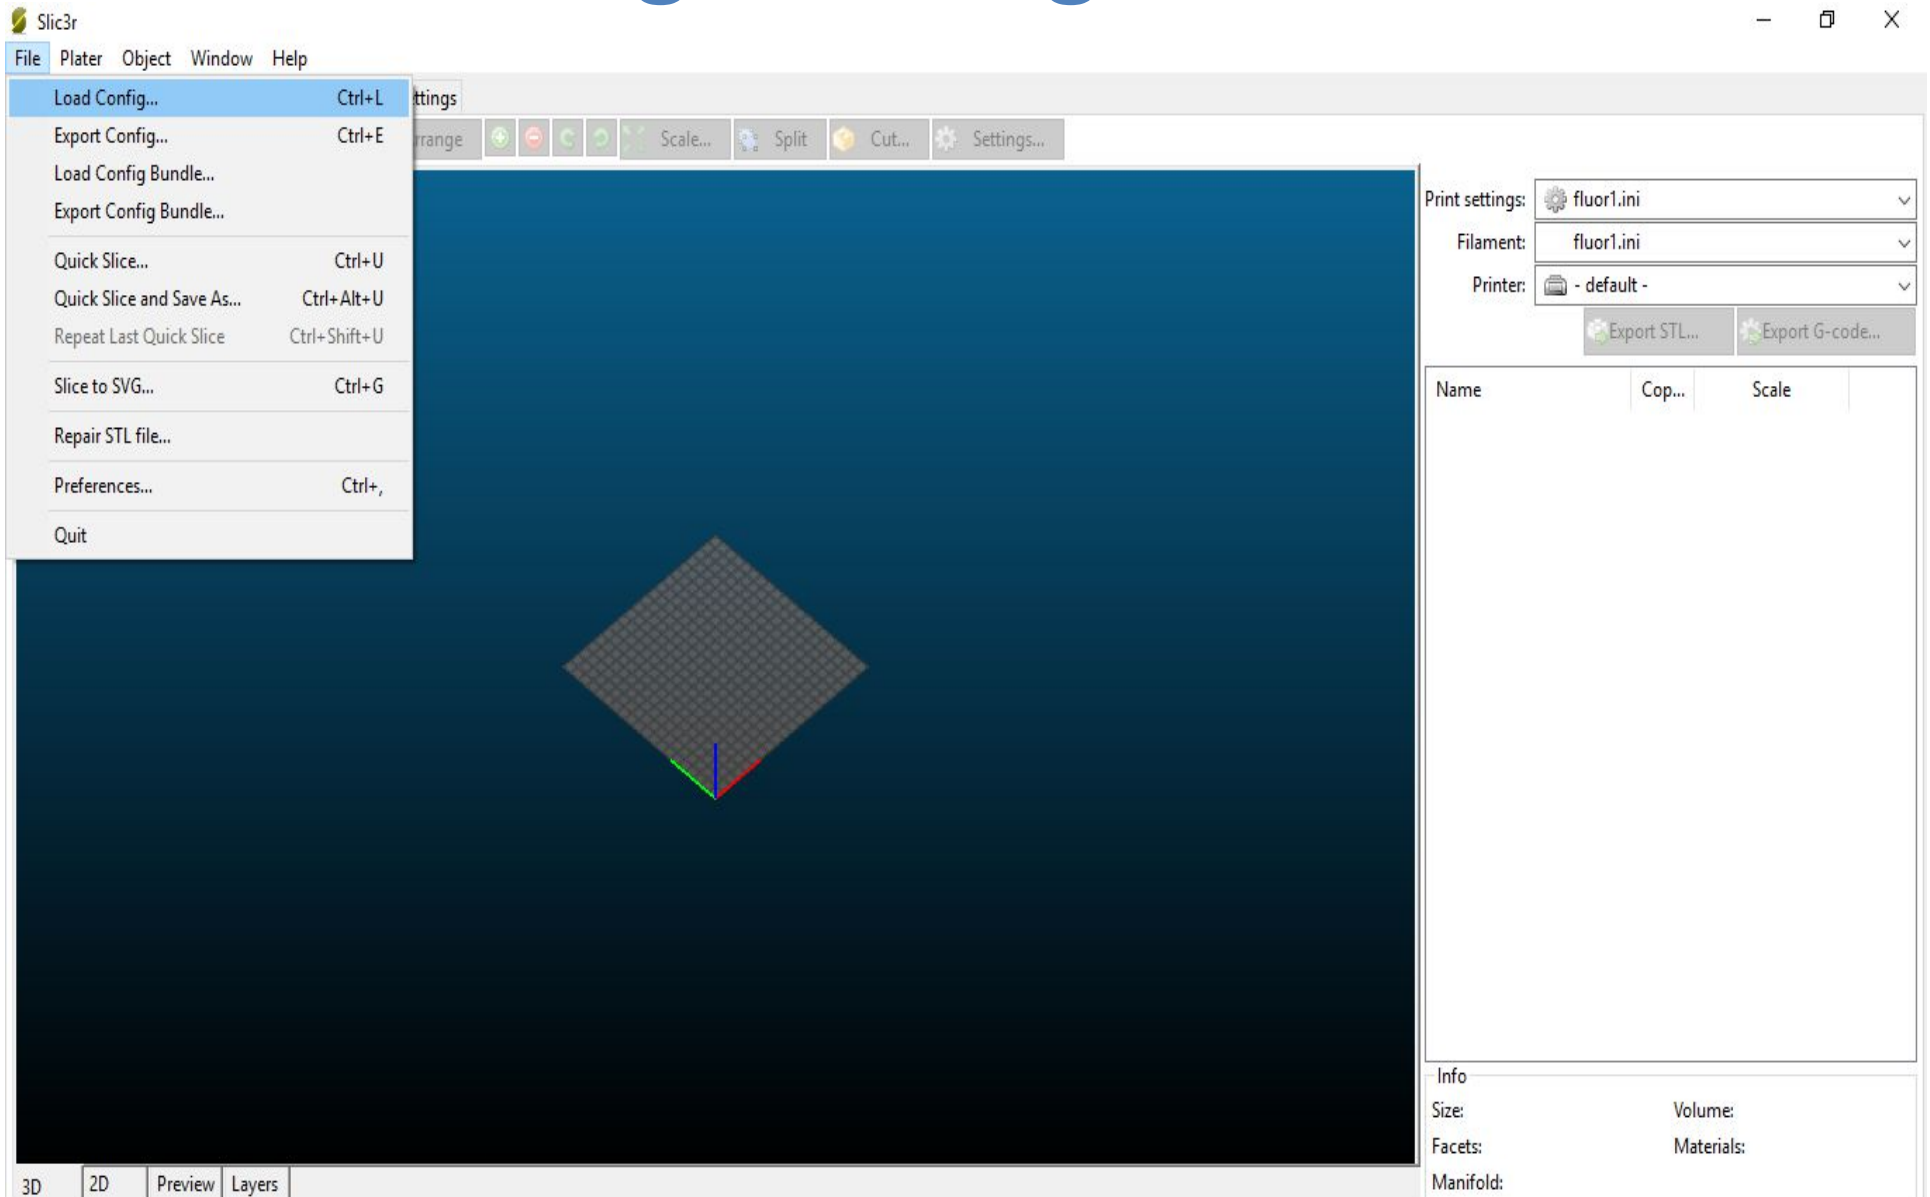 Slic3r
File Plater Object Window Help
Load Config... Ctrl+L
Export Config... Ctrl+E
Load Config Bundle...
Export Config Bundle...
Quick Slice... Ctrl+U
Quick Slice and Save As... Ctrl+Alt+U
Repeat Last Quick Slice Ctrl+Shift+U
Slice to SVG... Ctrl+G
Repair STL file...
Preferences... Ctrl+,
Quit
ttings
rrange Scale... Split Cut... Settings...
Print settings: fluor1.ini
Filament: fluor1.ini
Printer: - default -
Export STL... Export G-code...
Name Cop... Scale
Info
Size: Volume:
Facets: Materials:
Manifold:
3D 2D Preview Layers